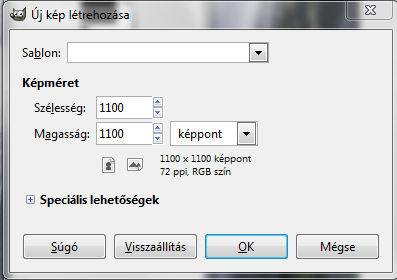 Új kép létrehozása
Sablon:
Képméret
Szélesség: 1100
Magasság: 1100 képpont
1100 x 1100 képpont
72 ppi, RGB szín
Speciális lehetőségek
Súgó Visszaállítás OK Mégse